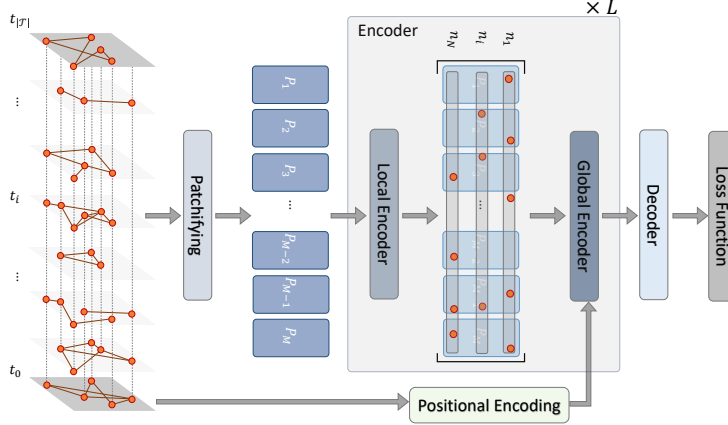 t_{|𝒯|}
...
t_i
...
t_0
Patchifying
P_1
P_2
P_3
...
P_{M-2}
P_{M-1}
P_M
Local Encoder
Encoder
× L
n_N
n_i
n_1
...
Global Encoder
Decoder
Loss Function
Positional Encoding